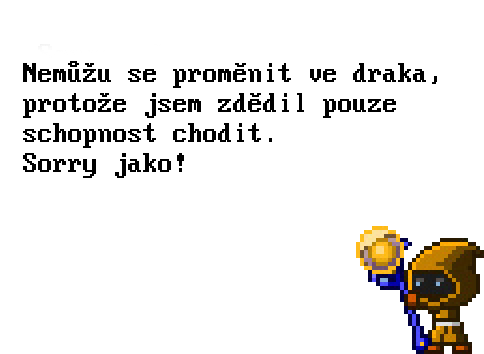 Nemůžu se proměnit ve draka,
protože jsem zdědil pouze
schopnost chodit.
Sorry jako!